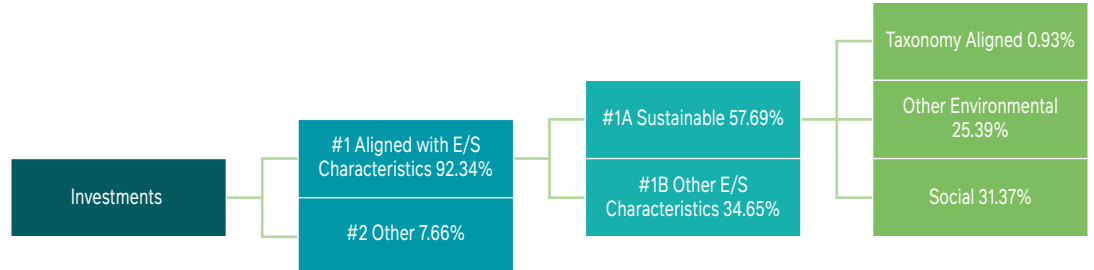 Investments
#1 Aligned with E/S
Characteristics 92.34%
#2 Other 7.66%
#1A Sustainable 57.69%
#1B Other E/S
Characteristics 34.65%
Taxonomy Aligned 0.93%
Other Environmental
25.39%
Social 31.37%